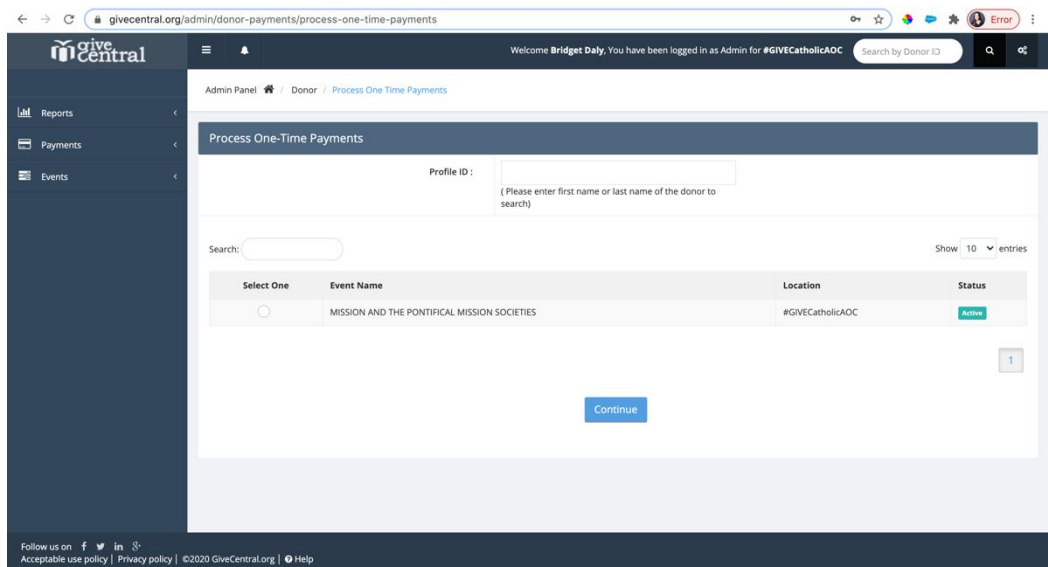 givecentral.org/admin/donor-payments/process-one-time-payments
Error
give
central
Welcome Bridget Daly, You have been logged in as Admin for #GIVECatholicAOC
Search by Donor ID
Admin Panel / Donor / Process One Time Payments
Reports
Payments
Events
Process One-Time Payments
Profile ID :
( Please enter first name or last name of the donor to
search)
Search:
Show 10 entries
Select One Event Name Location Status
MISSION AND THE PONTIFICAL MISSION SOCIETIES #GIVECatholicAOC Active
1
Continue
Follow us on
Acceptable use policy | Privacy policy | ©2020 GiveCentral.org | Help